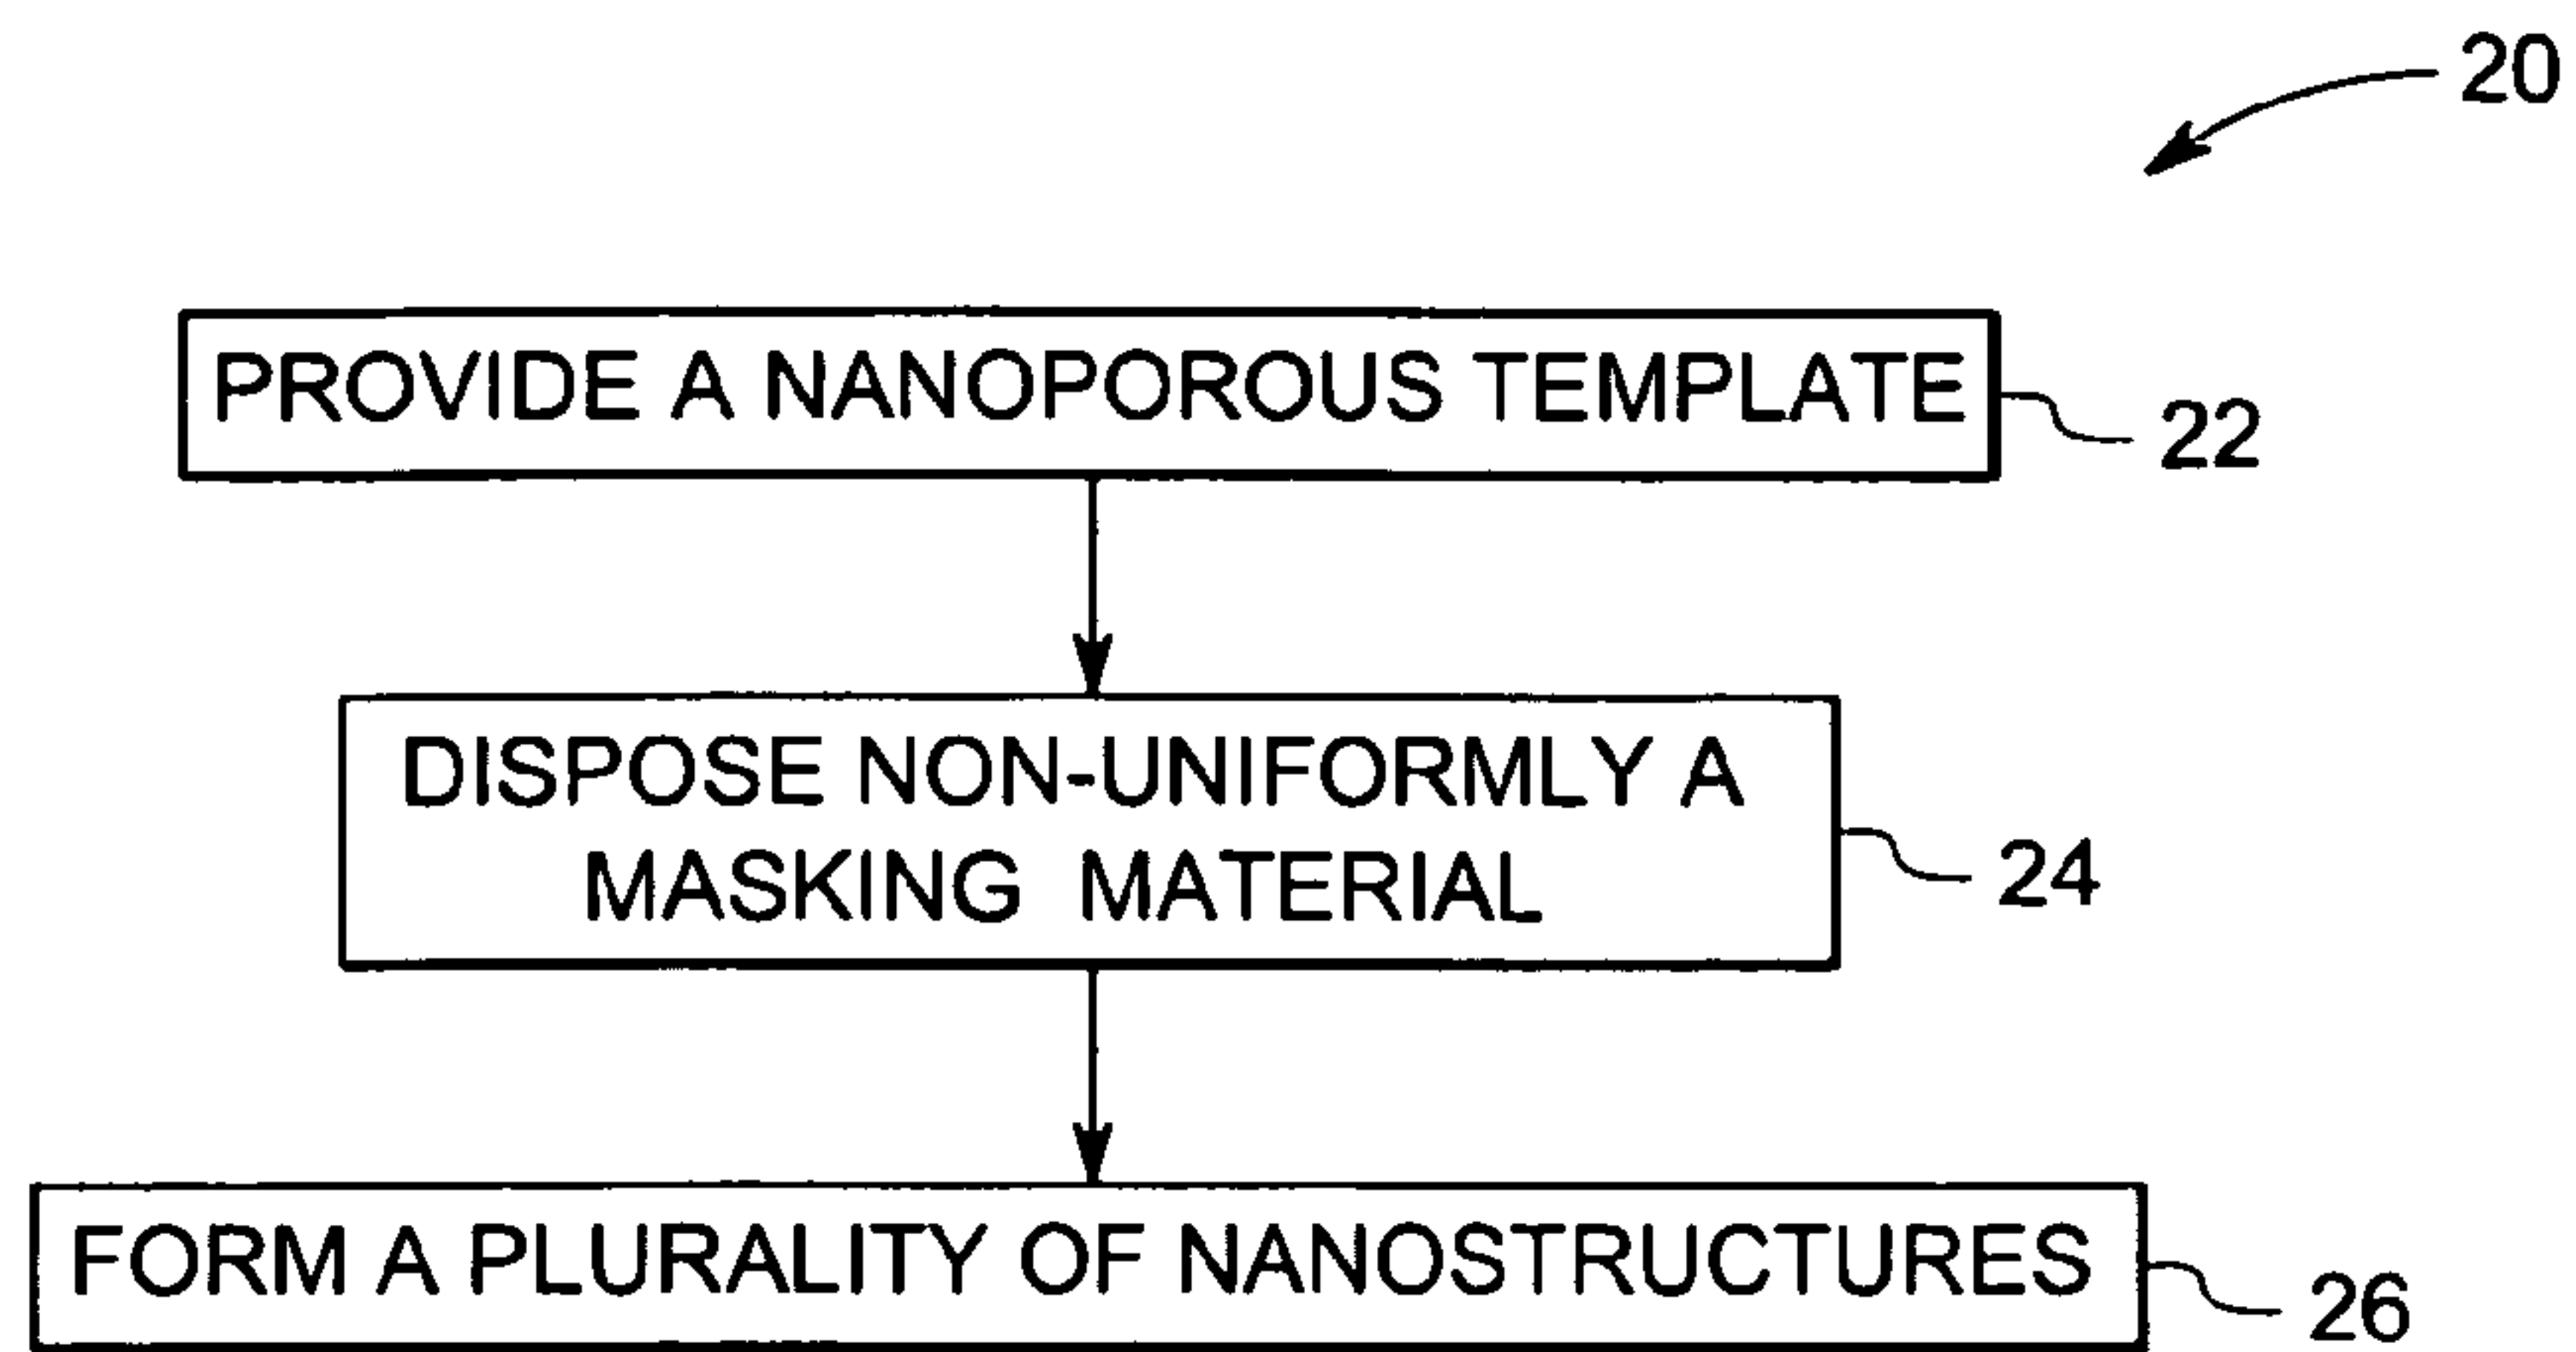 20
PROVIDE A NANOPOROUS TEMPLATE
22
DISPOSE NON-UNIFORMLY A
MASKING MATERIAL
24
FORM A PLURALITY OF NANOSTRUCTURES
26